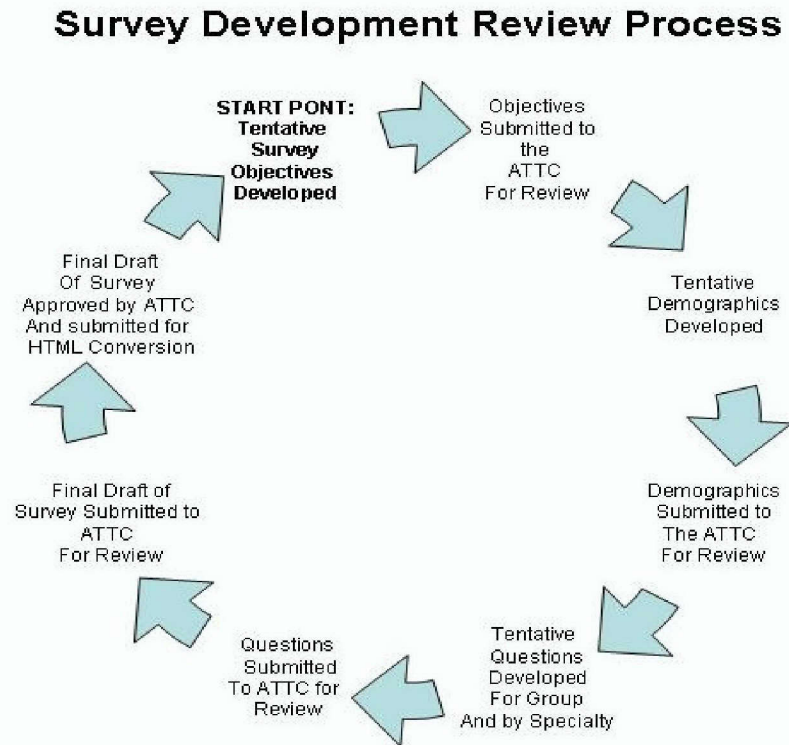 Survey Development Review Process
START PONT:
Tentative
Survey
Objectives
Developed
Objectives
Submitted to
the
ATTC
For Review
Tentative
Demographics
Developed
Demographics
Submitted to
The ATTC
For Review
Tentative
Questions
Developed
For Group
And by Specialty
Questions
Submitted
To ATTC for
Review
Final Draft of
Survey Submitted to
ATTC
For Review
Final Draft
Of Survey
Approved by ATTC
And submitted for
HTML Conversion